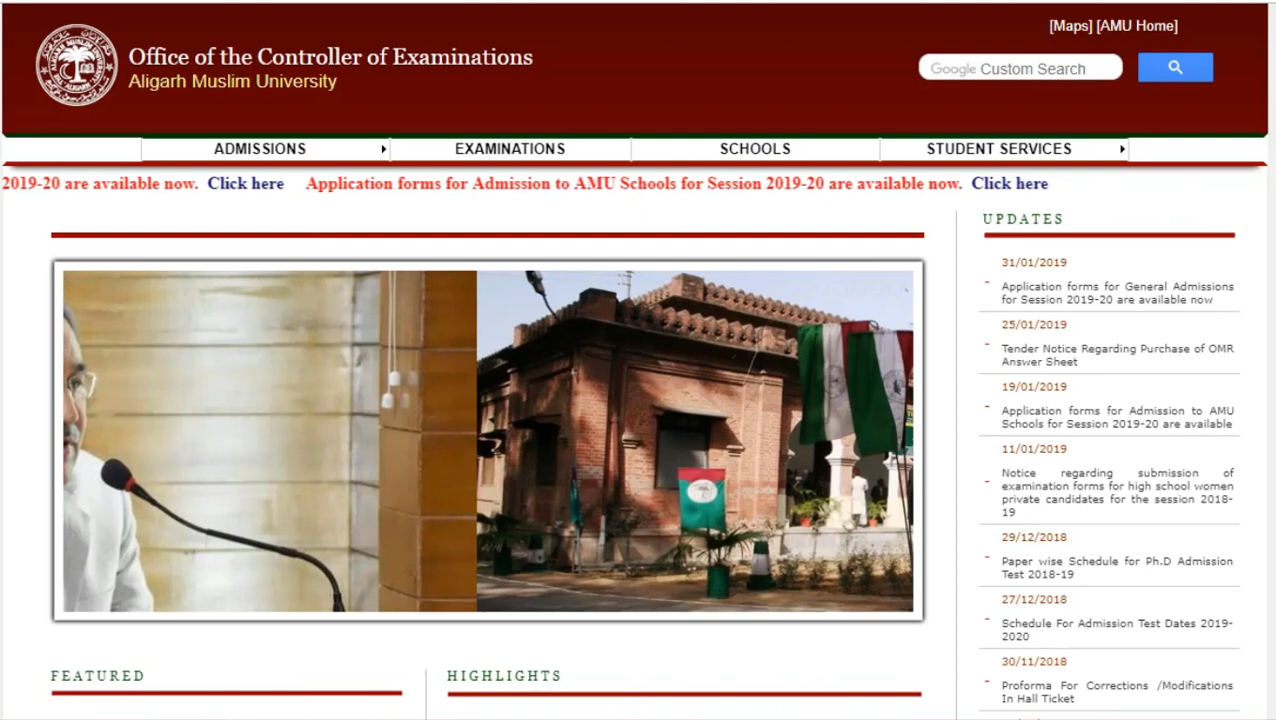 [Maps] [AMU Home]
Office of the Controller of Examinations
Aligarh Muslim University
Google Custom Search
ADMISSIONS
EXAMINATIONS
SCHOOLS
STUDENT SERVICES
2019-20 are available now. Click here Application forms for Admission to AMU Schools for Session 2019-20 are available now. Click here
UPDATES
31/01/2019
Application forms for General Admissions
for Session 2019-20 are available now
25/01/2019
Tender Notice Regarding Purchase of OMR
Answer Sheet
19/01/2019
Application forms for Admission to AMU
Schools for Session 2019-20 are available
11/01/2019
Notice regarding submission of
examination forms for high school women
private candidates for the session 2018-
19
29/12/2018
Paper wise Schedule for Ph.D Admission
Test 2018-19
27/12/2018
Schedule For Admission Test Dates 2019-
2020
30/11/2018
Proforma For Corrections /Modifications
In Hall Ticket
FEATURED
HIGHLIGHTS